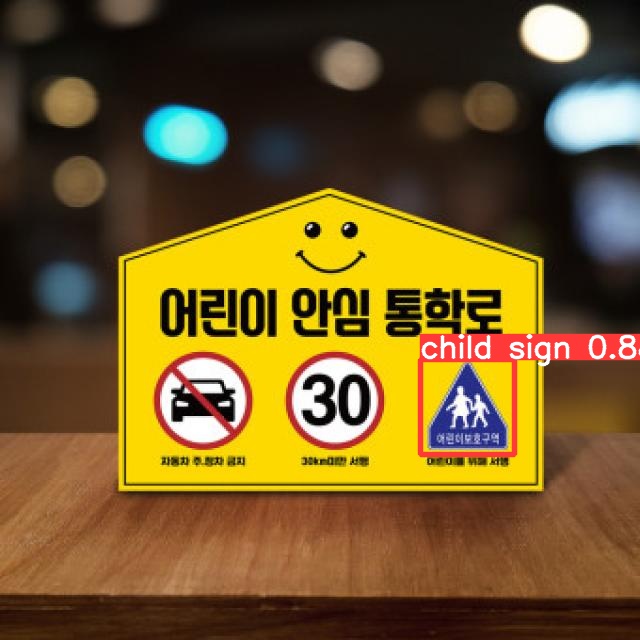 어린이 안심 통학로
child sign 0.8
30
어린이보호구역
자동차 주.정차 금지
30km미만 서행
어린이를 위해 서행